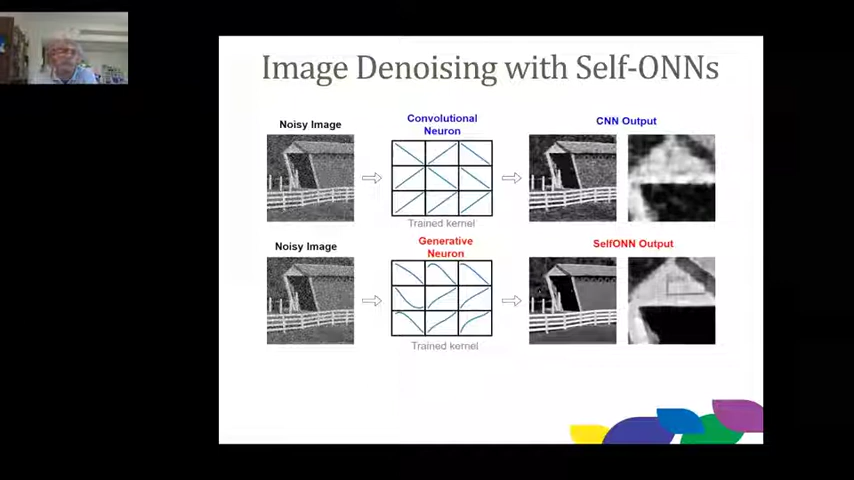 Image Denoising with Self-ONNs
Noisy Image
Convolutional
Neuron
CNN Output
Trained kernel
Noisy Image
Generative
Neuron
SelfONN Output
Trained kernel